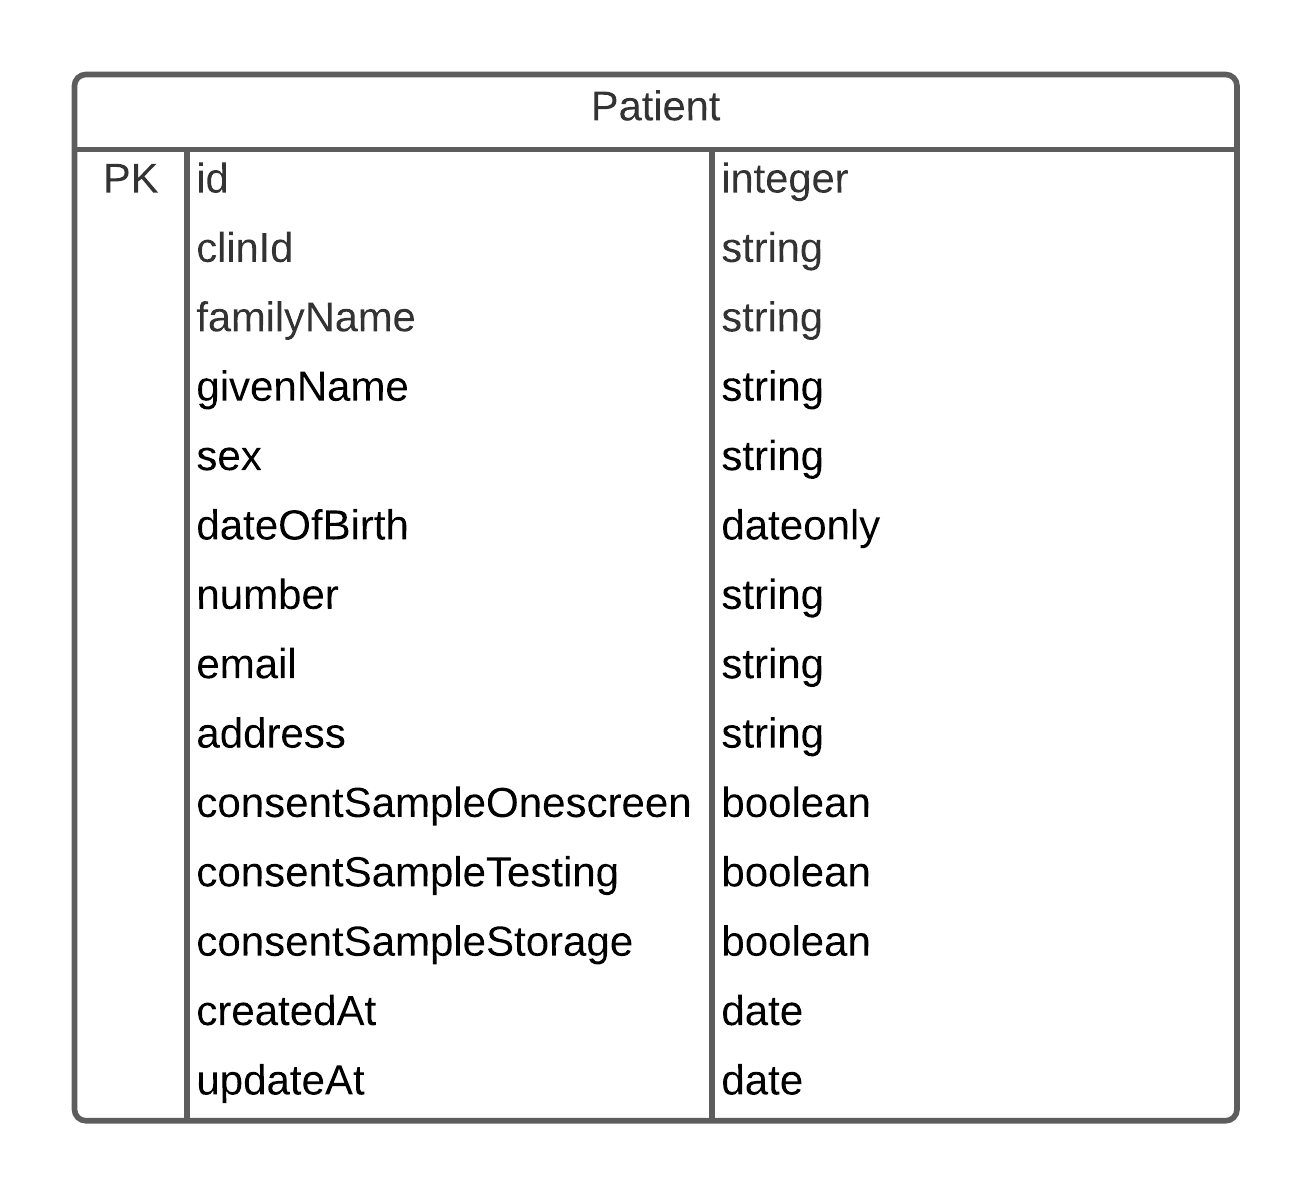 Patient
PK id integer
clinId string
familyName string
givenName string
sex string
dateOfBirth dateonly
number string
email string
address string
consentSampleOnescreen boolean
consentSampleTesting boolean
consentSampleStorage boolean
createdAt date
updateAt date